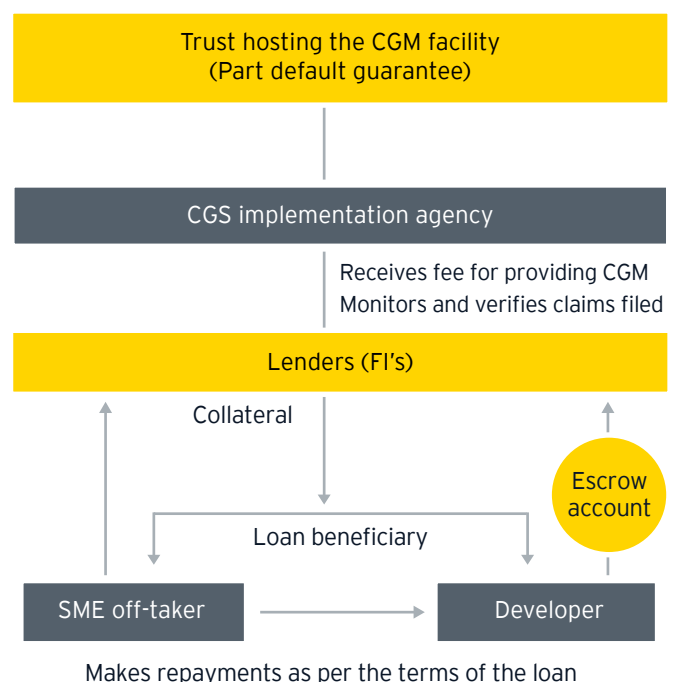 Trust hosting the CGM facility
(Part default guarantee)
CGS implementation agency
Receives fee for providing CGM
Monitors and verifies claims filed
Lenders (FI's)
Collateral
Escrow
account
Loan beneficiary
SME off-taker
Developer
Makes repayments as per the terms of the loan